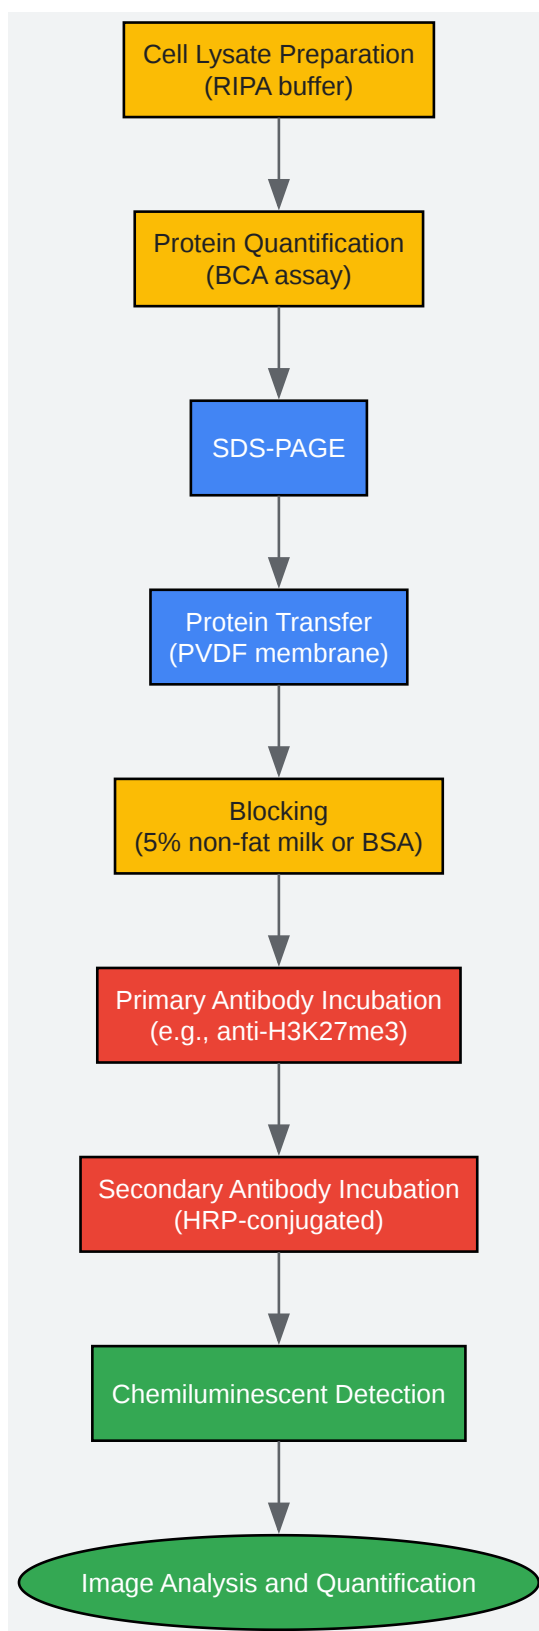 Cell Lysate Preparation
(RIPA buffer)
Protein Quantification
(BCA assay)
SDS-PAGE
Protein Transfer
(PVDF membrane)
Blocking
(5% non-fat milk or BSA)
Primary Antibody Incubation
(e.g., anti-H3K27me3)
Secondary Antibody Incubation
(HRP-conjugated)
Chemiluminescent Detection
Image Analysis and Quantification